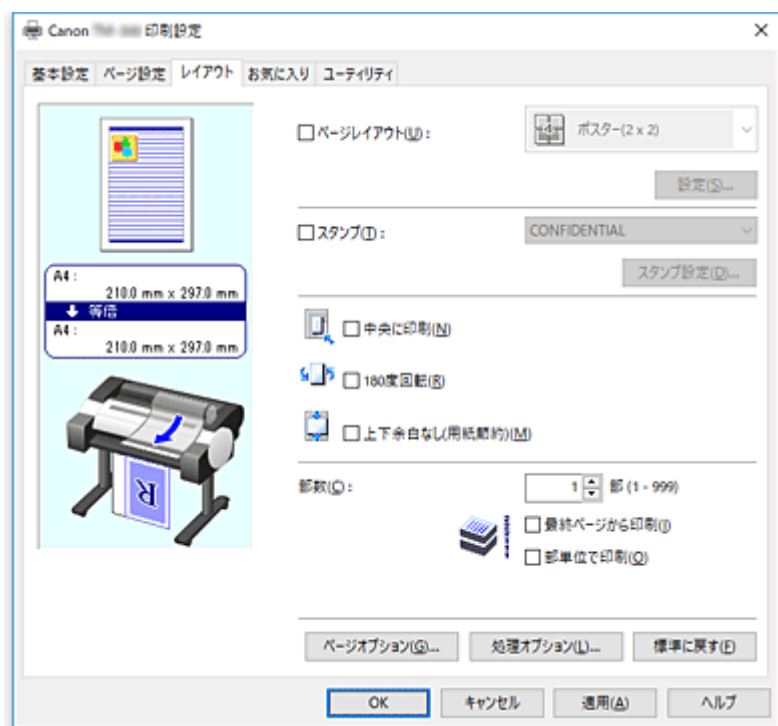 Canon 印刷設定
基本設定 ページ設定 レイアウト お気に入り ユーティリティ
ページレイアウト(U): ポスター(2 x 2)
設定(S)...
スタンプ(T): CONFIDENTIAL
スタンプ設定(D)...
A4 :
210.0 mm x 297.0 mm
等倍
A4 :
210.0 mm x 297.0 mm
中央に印刷(N)
180度回転(R)
上下余白なし(用紙節約)(M)
R
部数(C): 1 部 (1 - 999)
最終ページから印刷(I)
部単位で印刷(O)
ページオプション(G)... 処理オプション(L)... 標準に戻す(F)
OK キャンセル 適用(A) ヘルプ